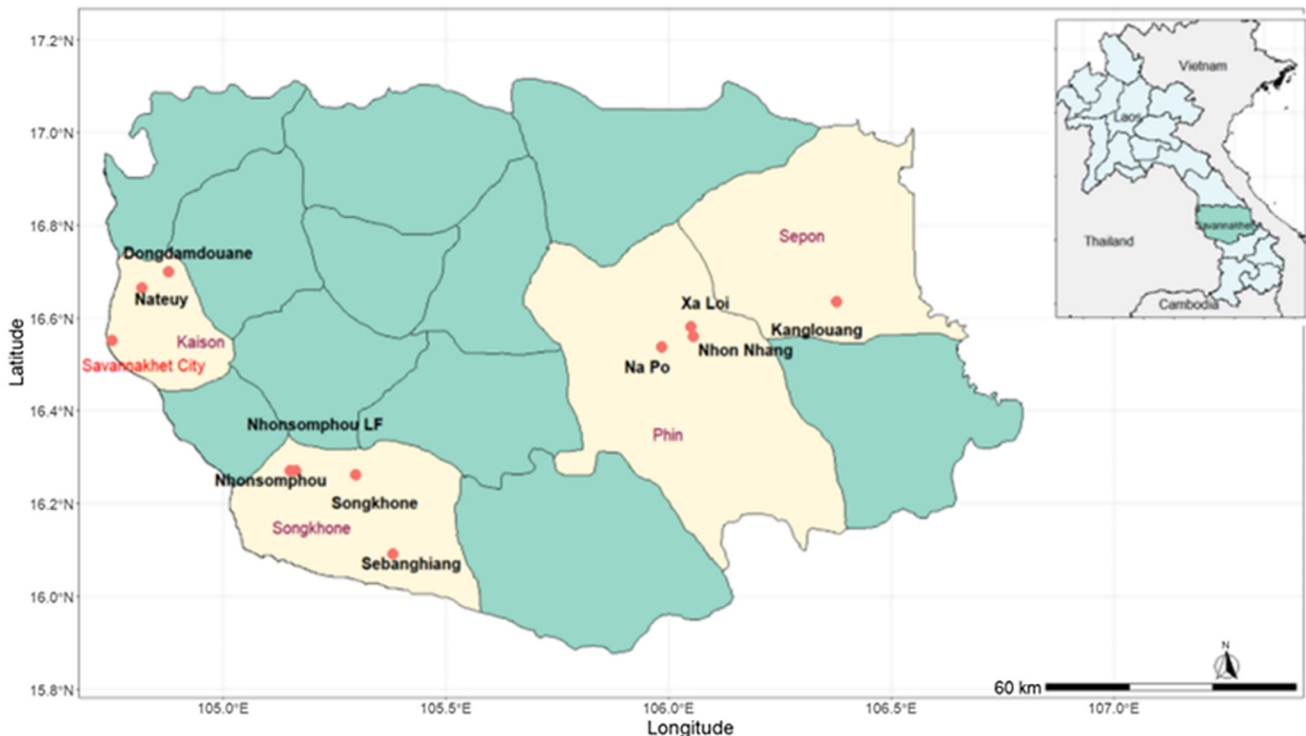 17.2°N
17.0°N
16.8°N
16.6°N
16.4°N
16.2°N
16.0°N
15.8°N
Latitude
Dongdamdouane
Nateuy
Kaison
Savannakhet City
Nhonsomphou LF
Nhonsomphou
Songkhone
Songkhone
Sebanghiang
Sepon
Xa Loi
Kanglouang
Nhon Nhang
Na Po
Phin
Vietnam
Laos
Savannakhet
Thailand
Cambodia
N
60 km
105.0°E
105.5°E
106.0°E
106.5°E
107.0°E
Longitude